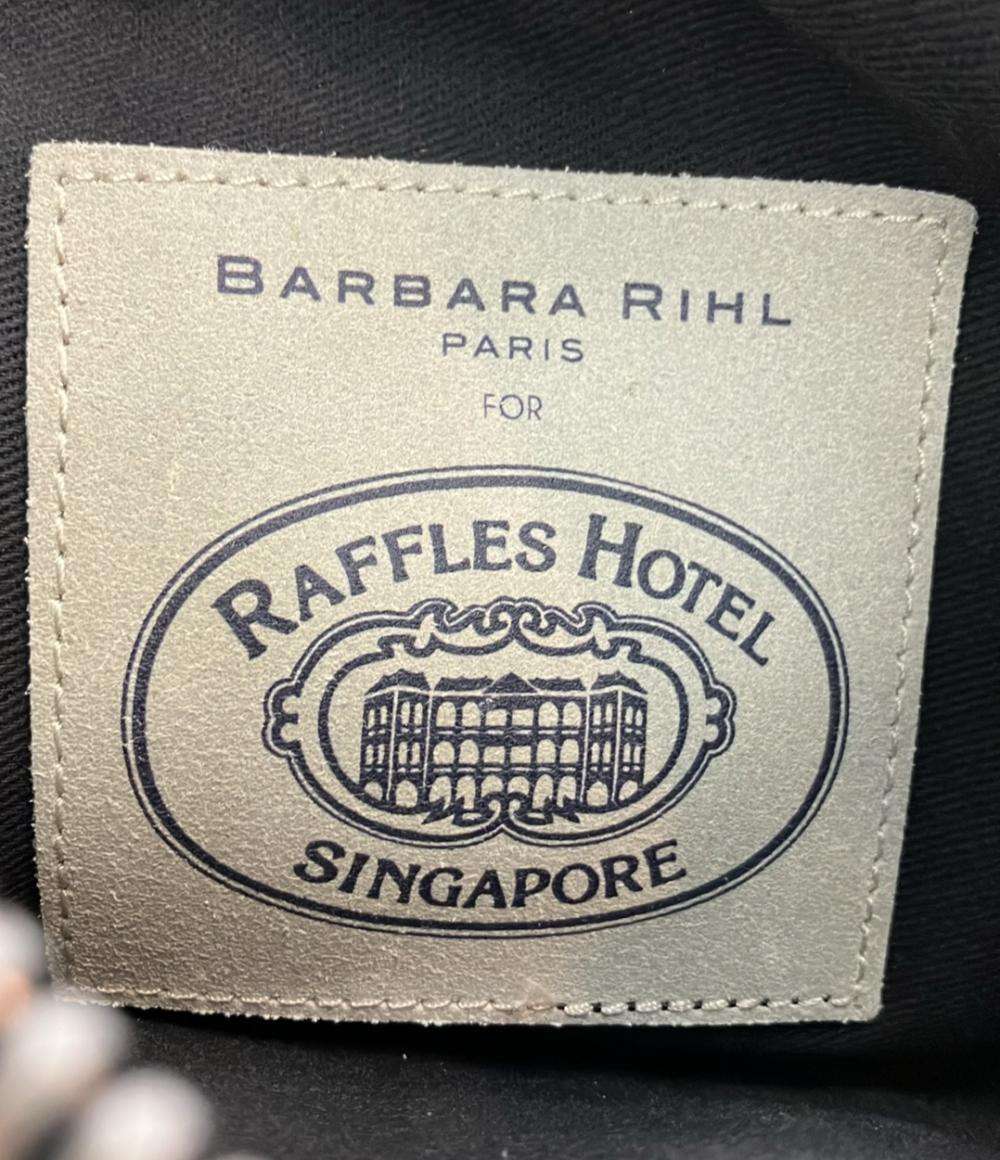 BARBARA RIHL
PARIS
FOR
RAFFLES HOTEL
SINGAPORE